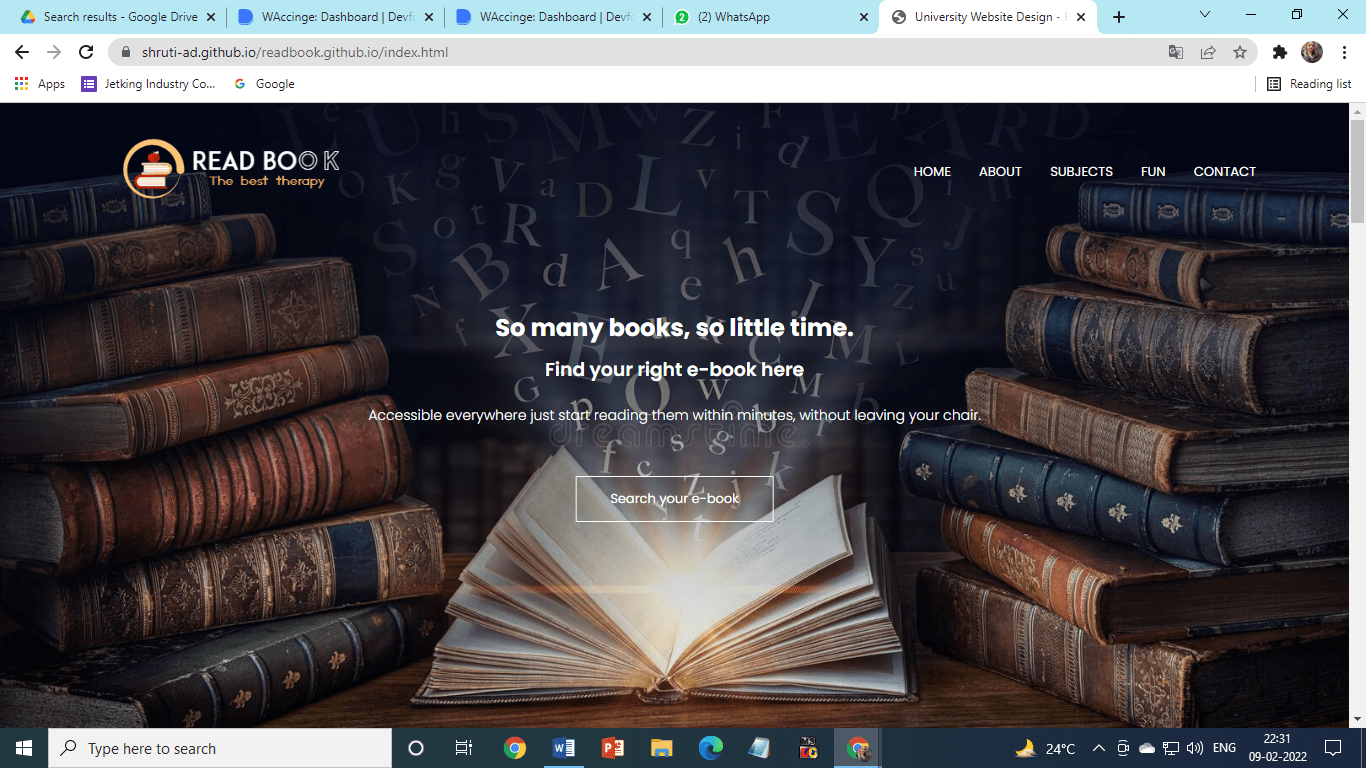 Search results - Google Drive
WAccinge: Dashboard | Devfo
WAccinge: Dashboard | Devfo
2
(2) WhatsApp
University Website Design -
shruti-ad.github.io/readbook.github.io/index.html
Apps
Jetking Industry Co...
Google
Reading list
READ BOOK
The best therapy
HOME
ABOUT
SUBJECTS
FUN
CONTACT
So many books, so little time.
Find your right e-book here
Accessible everywhere just start reading them within minutes, without leaving your chair.
dreamstime
Search your e-book
Type here to search
24°C
ENG
22:31
09-02-2022